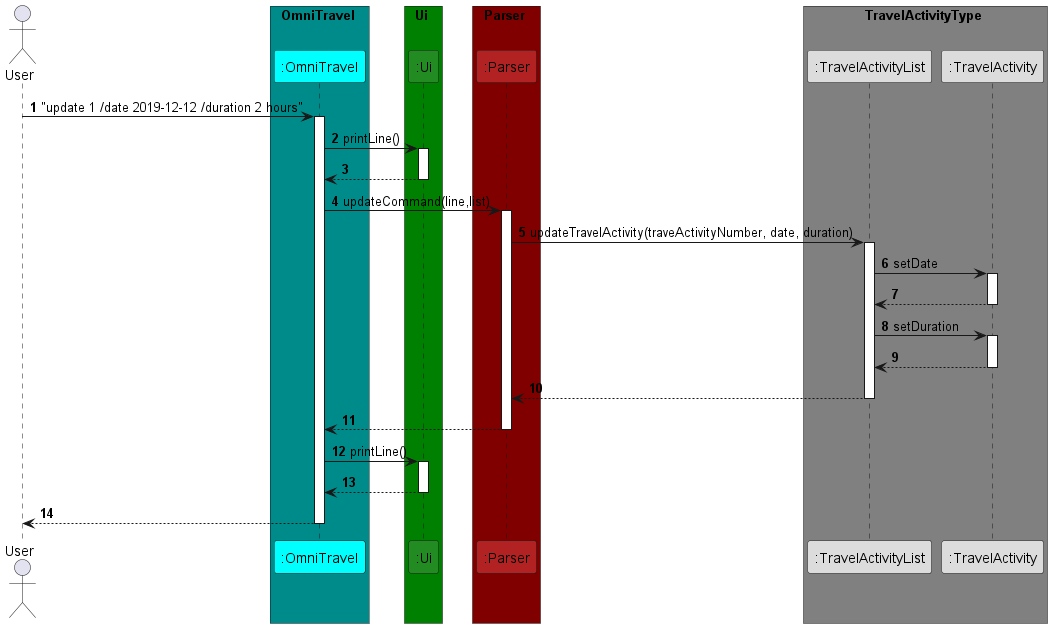 OmniTravel Ui Parser TravelActivityType
:OmniTravel :Ui :Parser :TravelActivityList :TravelActivity
User
1 "update 1 /date 2019-12-12 /duration 2 hours"
2 printLine()
3
4 updateCommand(line,list)
5 updateTravelActivity(traveActivityNumber, date, duration)
6 setDate
7
8 setDuration
9
10
11
12 printLine()
13
14
User
:OmniTravel :Ui :Parser :TravelActivityList :TravelActivity